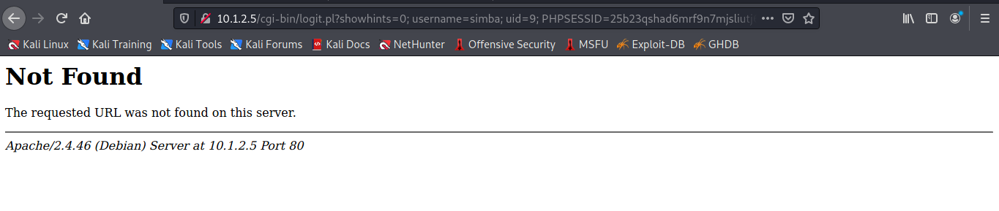 10.1.2.5/cgi-bin/logit.pl?showhints=0; username=simba; uid=9; PHPSESSID=25b23qshad6mrf9n7mjsliutj
Kali Linux Kali Training Kali Tools Kali Forums Kali Docs NetHunter Offensive Security MSFU Exploit-DB GHDB
Not Found
The requested URL was not found on this server.
Apache/2.4.46 (Debian) Server at 10.1.2.5 Port 80